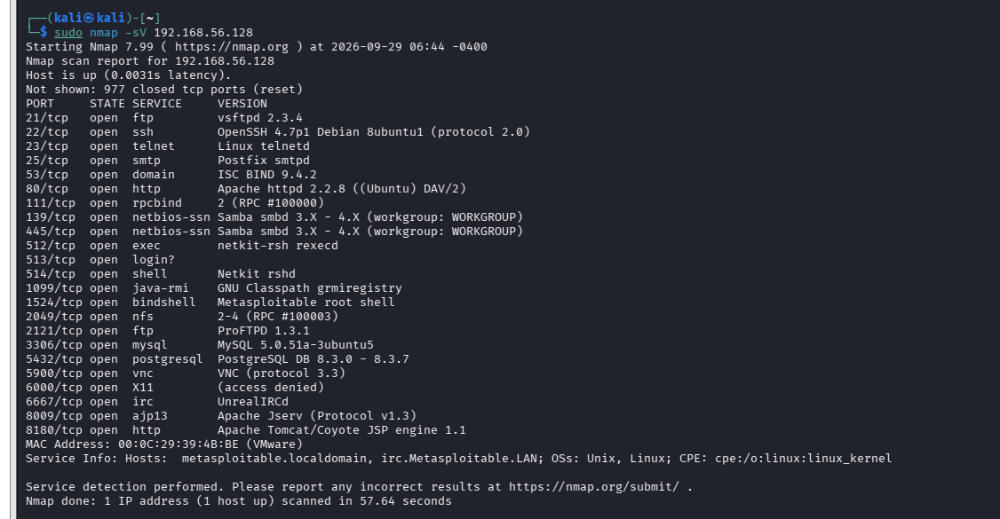 ┌──(kali㉿kali)-[~]
└─$ sudo nmap -sV 192.168.56.128
Starting Nmap 7.99 ( https://nmap.org ) at 2026-09-29 06:44 -0400
Nmap scan report for 192.168.56.128
Host is up (0.0031s latency).
Not shown: 977 closed tcp ports (reset)
PORT     STATE SERVICE     VERSION
21/tcp   open  ftp         vsftpd 2.3.4
22/tcp   open  ssh         OpenSSH 4.7p1 Debian 8ubuntu1 (protocol 2.0)
23/tcp   open  telnet      Linux telnetd
25/tcp   open  smtp        Postfix smtpd
53/tcp   open  domain      ISC BIND 9.4.2
80/tcp   open  http        Apache httpd 2.2.8 ((Ubuntu) DAV/2)
111/tcp  open  rpcbind     2 (RPC #100000)
139/tcp  open  netbios-ssn Samba smbd 3.X - 4.X (workgroup: WORKGROUP)
445/tcp  open  netbios-ssn Samba smbd 3.X - 4.X (workgroup: WORKGROUP)
512/tcp  open  exec        netkit-rsh rexecd
513/tcp  open  login?
514/tcp  open  shell       Netkit rshd
1099/tcp open  java-rmi    GNU Classpath grmiregistry
1524/tcp open  bindshell   Metasploitable root shell
2049/tcp open  nfs         2-4 (RPC #100003)
2121/tcp open  ftp         ProFTPD 1.3.1
3306/tcp open  mysql       MySQL 5.0.51a-3ubuntu5
5432/tcp open  postgresql  PostgreSQL DB 8.3.0 - 8.3.7
5900/tcp open  vnc         VNC (protocol 3.3)
6000/tcp open  X11         (access denied)
6667/tcp open  irc         UnrealIRCd
8009/tcp open  ajp13       Apache Jserv (Protocol v1.3)
8180/tcp open  http        Apache Tomcat/Coyote JSP engine 1.1
MAC Address: 00:0C:29:39:4B:BE (VMware)
Service Info: Hosts:  metasploitable.localdomain, irc.Metasploitable.LAN; OSs: Unix, Linux; CPE: cpe:/o:linux:linux_kernel
Service detection performed. Please report any incorrect results at https://nmap.org/submit/ .
Nmap done: 1 IP address (1 host up) scanned in 57.64 seconds